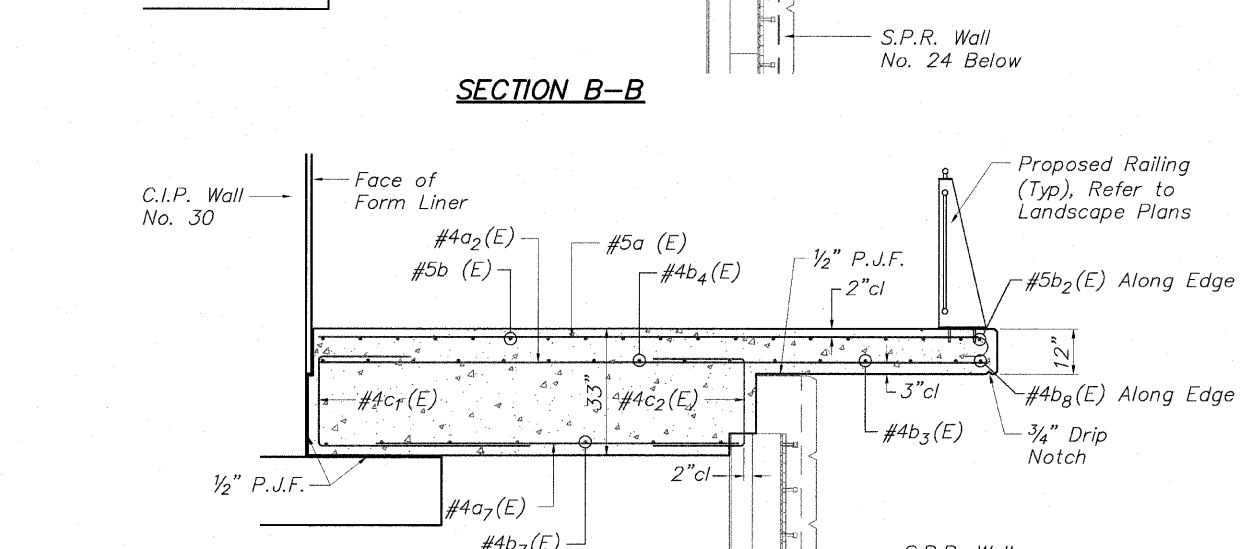 S.P.R. Wall
No. 24 Below
SECTION B-B
C.I.P. Wall
No. 30
Face of
Form Liner
Proposed Railing
(Typ), Refer to
Landscape Plans
#4a2(E)
#5a (E)
#5b (E)
#4b4(E)
1/2" P.J.F.
2"cl
#5b2(E) Along Edge
12"
33"
#4c1(E)
#4c2(E)
3"cl
#4b8(E) Along Edge
#4b3(E)
3/4" Drip
Notch
2"cl
1/2" P.J.F.
#4a7(E)
#4b7(E)
S.P.R. Wall